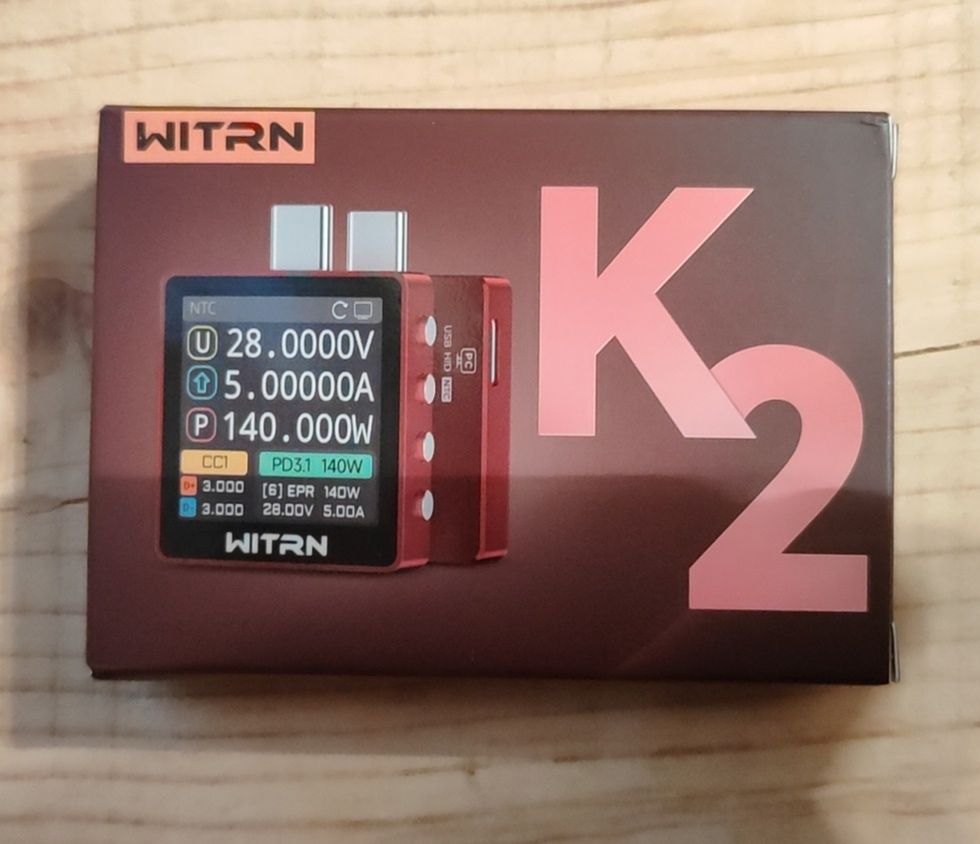 WITRN
K2
NTC
U 28.0000V
5.00000A
P 140.000W
CC1 PD3.1 140W
D+ 3.000 [6] EPR 140W
D- 3.000 28.00V 5.00A
WITRN
USB HID
PC
NTC